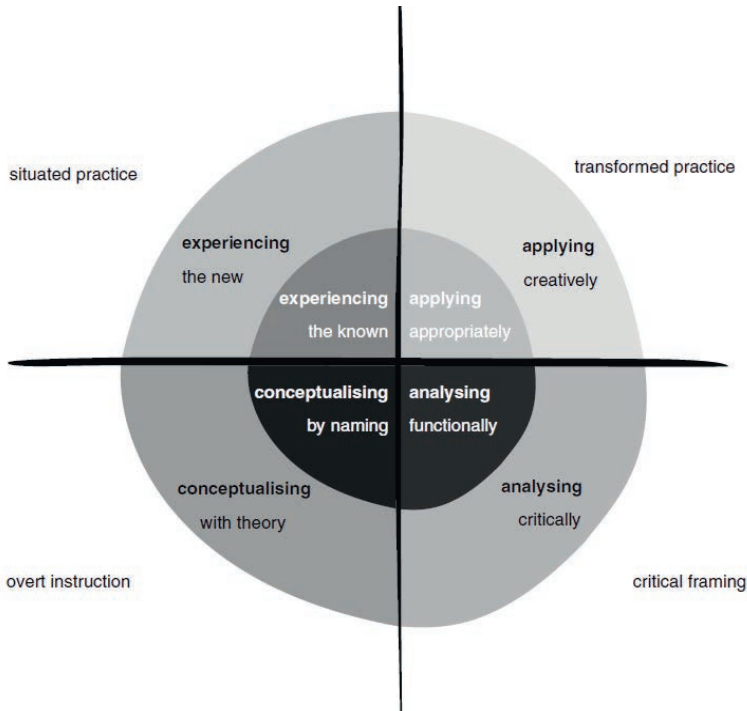 situated practice
transformed practice
experiencing
the new
applying
creatively
experiencing
the known
applying
appropriately
conceptualising
by naming
analysing
functionally
conceptualising
with theory
analysing
critically
overt instruction
critical framing